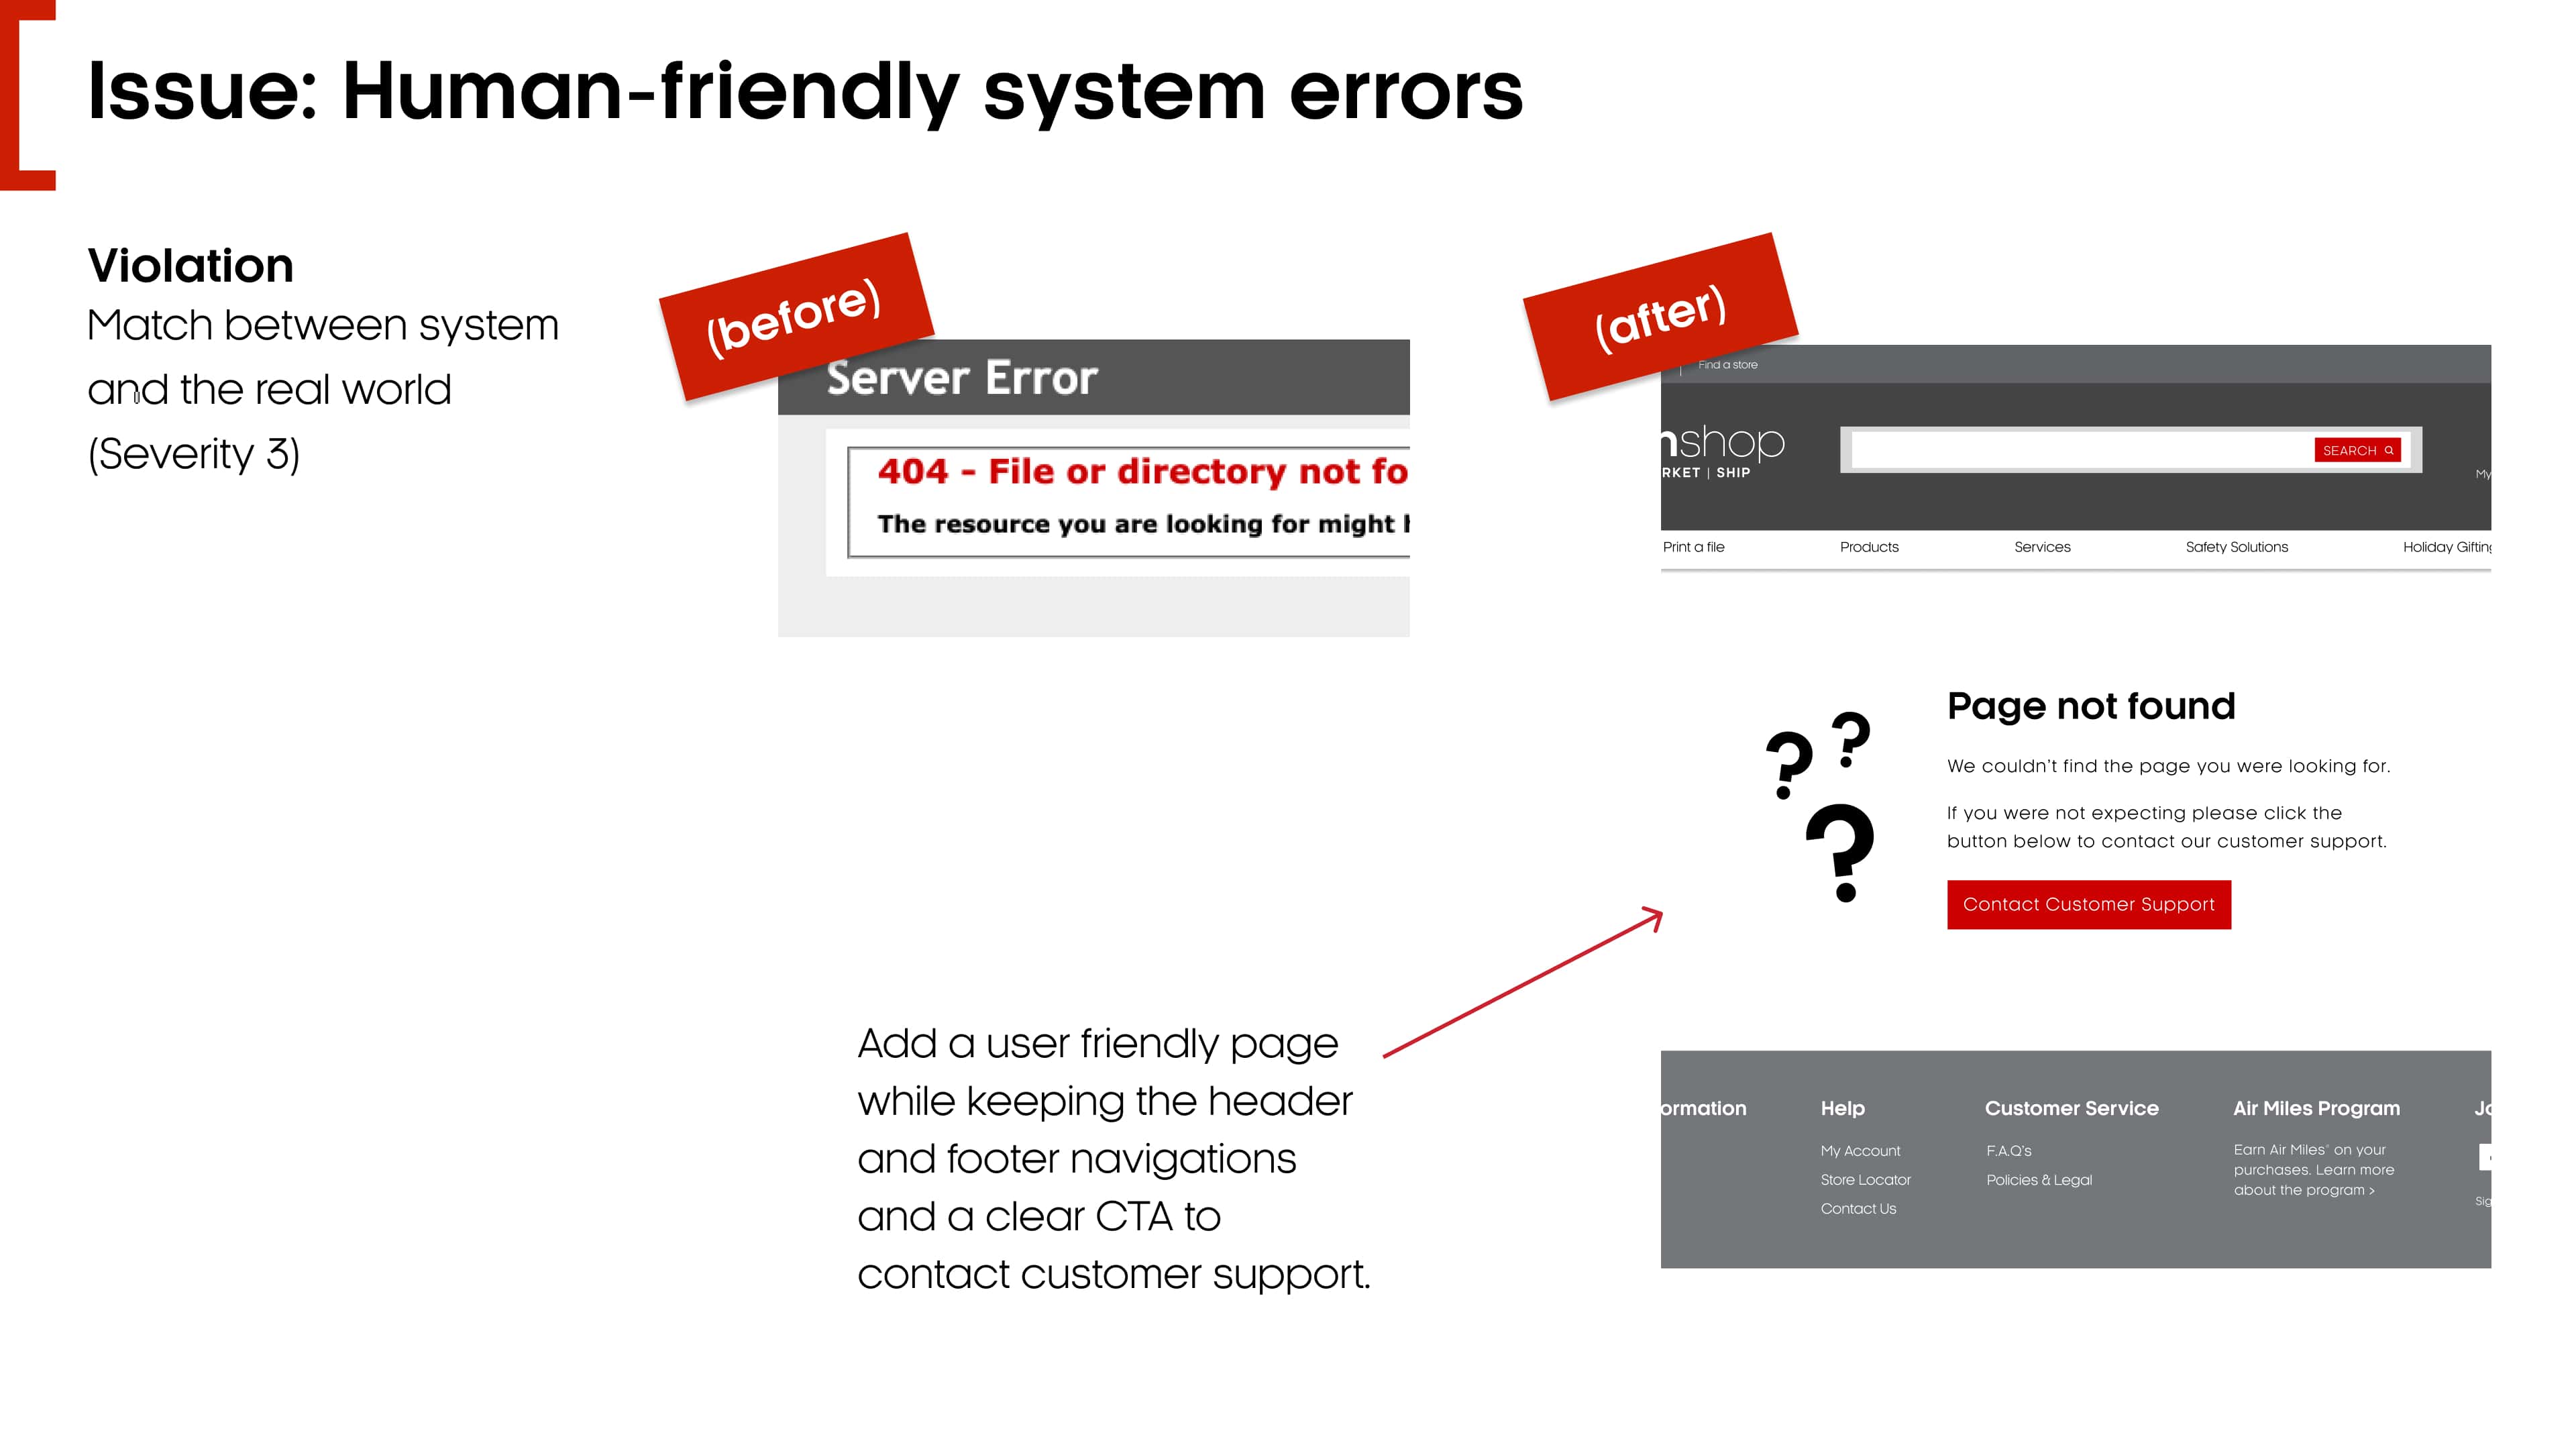 Issue: Human-friendly system errors
Violation
Match between system
and the real world
(Severity 3)
(before)
Server Error
404 - File or directory not fo
The resource you are looking for might
(after)
Find a store
nshop
RKET | SHIP
SEARCH
My
Print a file
Products
Services
Safety Solutions
Holiday Gifting
? ? ?
Page not found
We couldn't find the page you were looking for.
If you were not expecting please click the
button below to contact our customer support.
Contact Customer Support
Add a user friendly page
while keeping the header
and footer navigations
and a clear CTA to
contact customer support.
ormation
Help
My Account
Store Locator
Contact Us
Customer Service
F.A.Q's
Policies & Legal
Air Miles Program
Earn Air Miles® on your
purchases. Learn more
about the program >
Jo
Sig